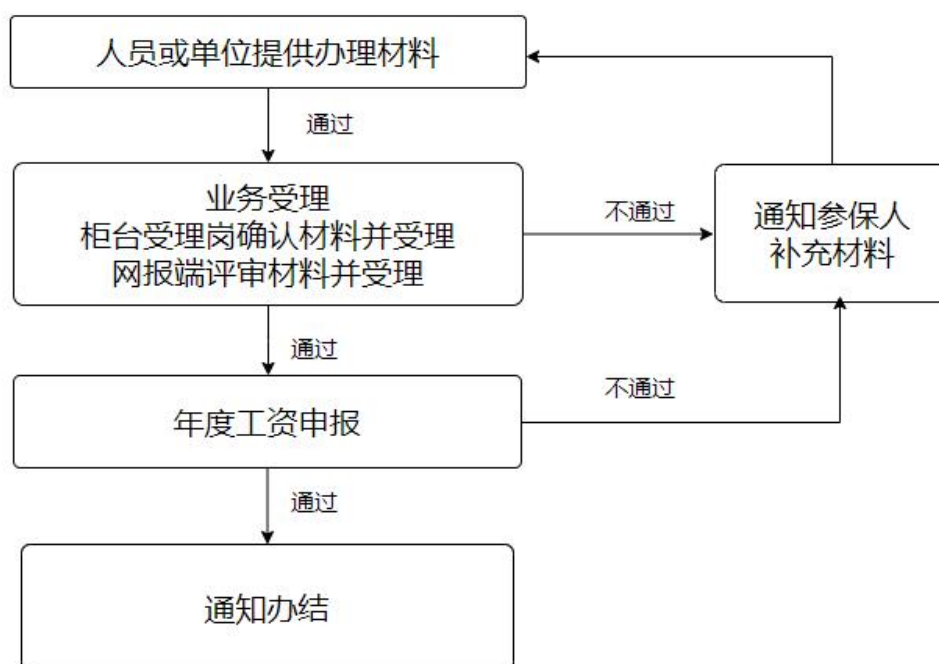 人员或单位提供办理材料
通过
业务受理
柜台受理岗确认材料并受理
网报端评审材料并受理
不通过
通知参保人
补充材料
通过
年度工资申报
不通过
通过
通知办结